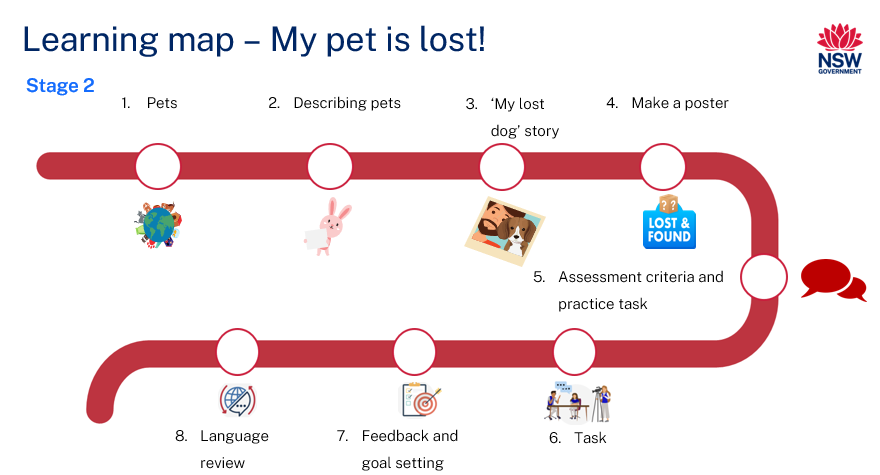 Learning map – My pet is lost!
NSW
GOVERNMENT
Stage 2
1. Pets
2. Describing pets
3. ‘My lost
dog’ story
4. Make a poster
? ?
LOST &
FOUND
5. Assessment criteria and
practice task
6. Task
7. Feedback and
goal setting
8. Language
review